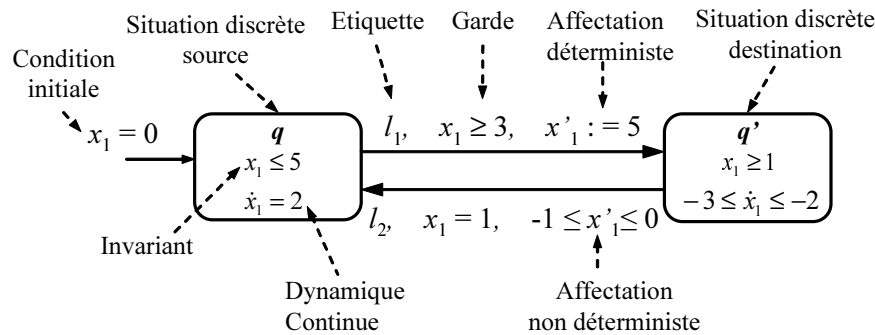 Situation discrète
source
Etiquette
Garde
Affectation
déterministe
Situation discrète
destination
Condition
initiale
x₁ = 0
q
x₁ ≤ 5
ẋ₁ = 2
l₁, x₁ ≥ 3, x’₁ := 5
q’
x₁ ≥ 1
−3 ≤ ẋ₁ ≤ −2
l₂, x₁ = 1, -1 ≤ x’₁ ≤ 0
Invariant
Dynamique
Continue
Affectation
non déterministe